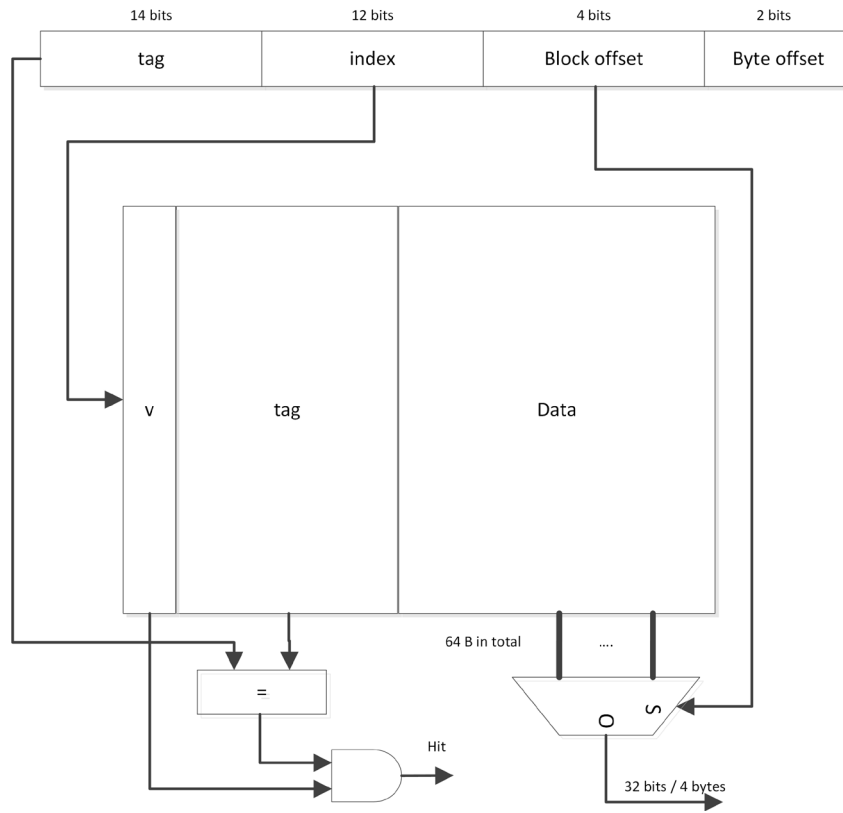 14 bits 12 bits 4 bits 2 bits
tag index Block offset Byte offset
v tag Data
64 B in total ....
=
S
O
Hit
32 bits / 4 bytes